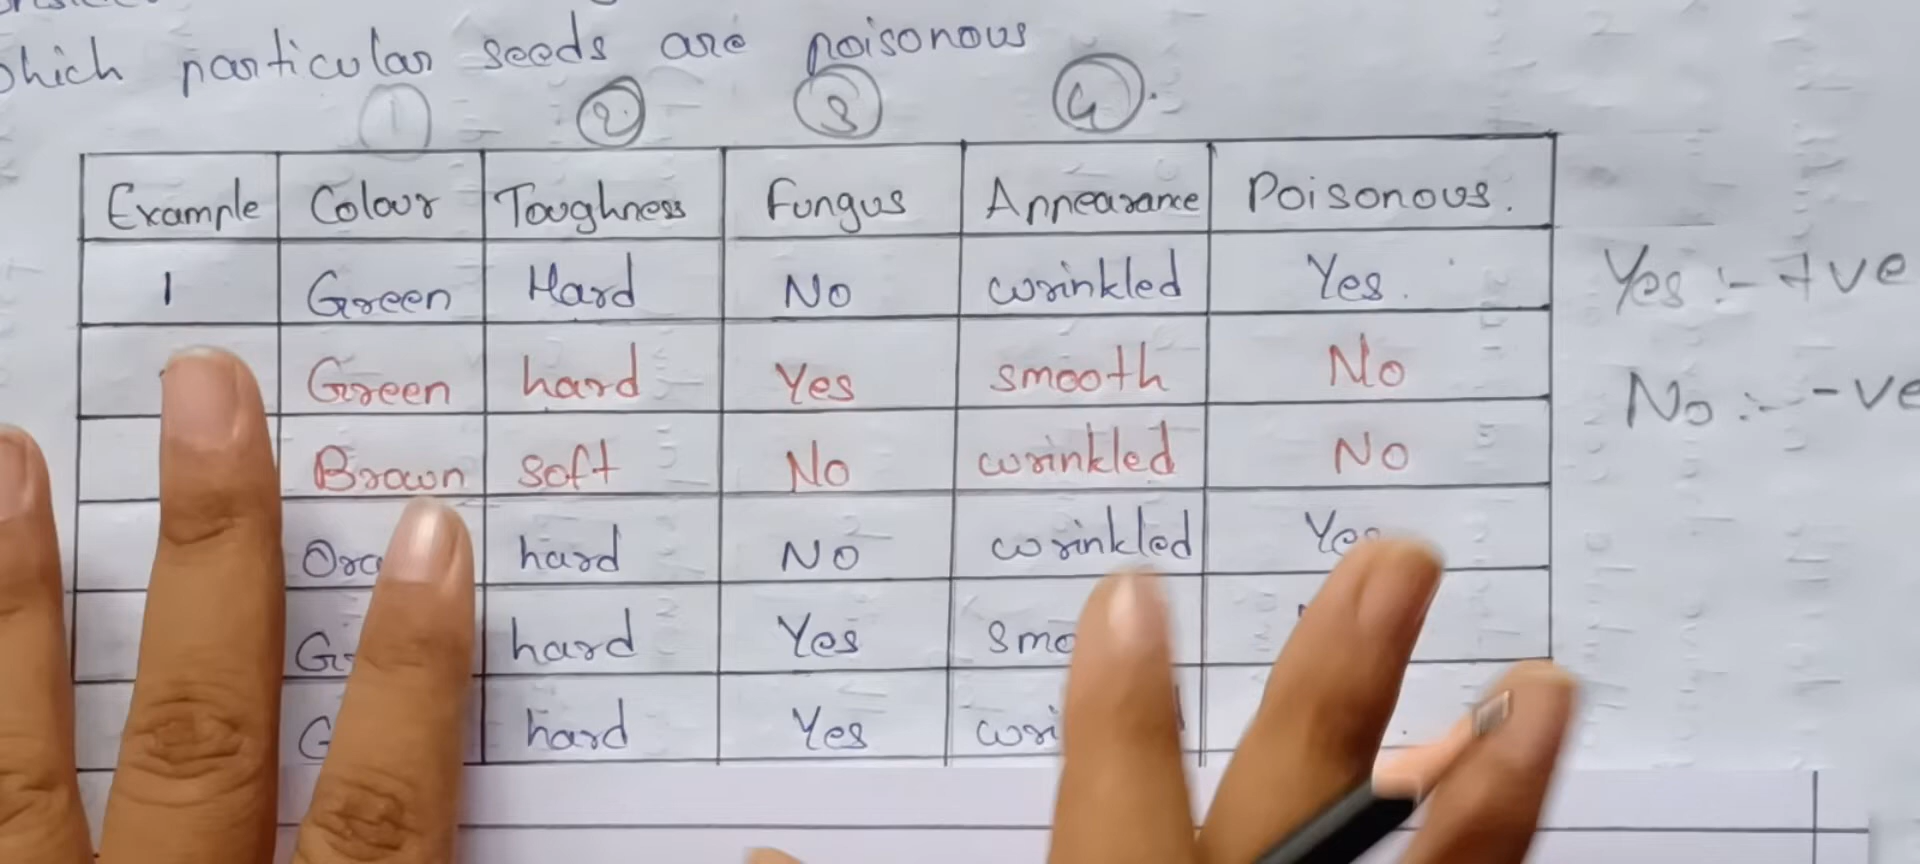 which particular seeds are poisonous
1 2 3 4
Example Colour Toughness Fungus Appearance Poisonous.
1 Green Hard No wrinkled Yes.
Green hard Yes smooth No
Brown soft No wrinkled No
hard No wrinkled Yes
hard Yes
hard Yes
Yes :- +ve
No :- -ve